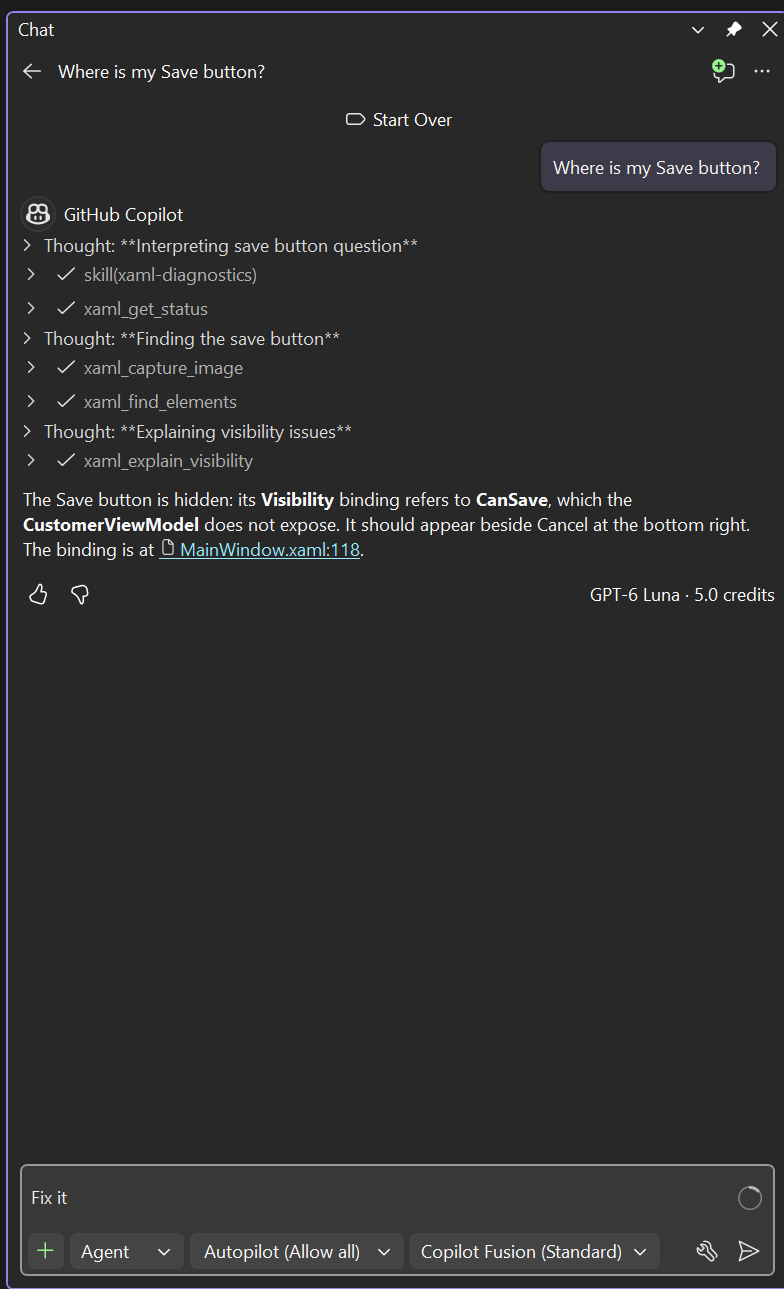 Chat
Where is my Save button?
Start Over
Where is my Save button?
GitHub Copilot
Thought: **Interpreting save button question**
skill(xaml-diagnostics)
xaml_get_status
Thought: **Finding the save button**
xaml_capture_image
xaml_find_elements
Thought: **Explaining visibility issues**
xaml_explain_visibility
The Save button is hidden: its Visibility binding refers to CanSave, which the
CustomerViewModel does not expose. It should appear beside Cancel at the bottom right.
The binding is at MainWindow.xaml:118.
GPT-6 Luna · 5.0 credits
Fix it
Agent Autopilot (Allow all) Copilot Fusion (Standard)